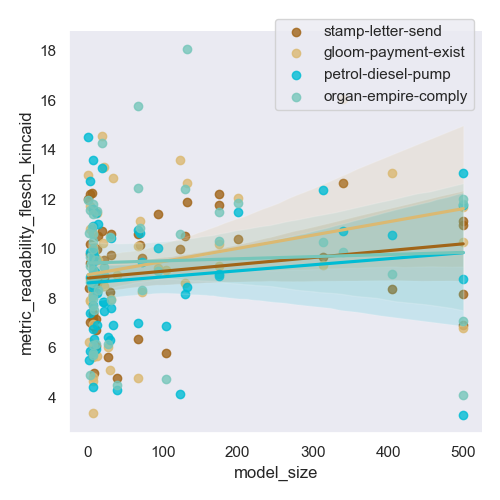 stamp-letter-send
gloom-payment-exist
petrol-diesel-pump
organ-empire-comply
18
16
14
12
10
8
6
4
metric_readability_flesch_kincaid
0
100
200
300
400
500
model_size